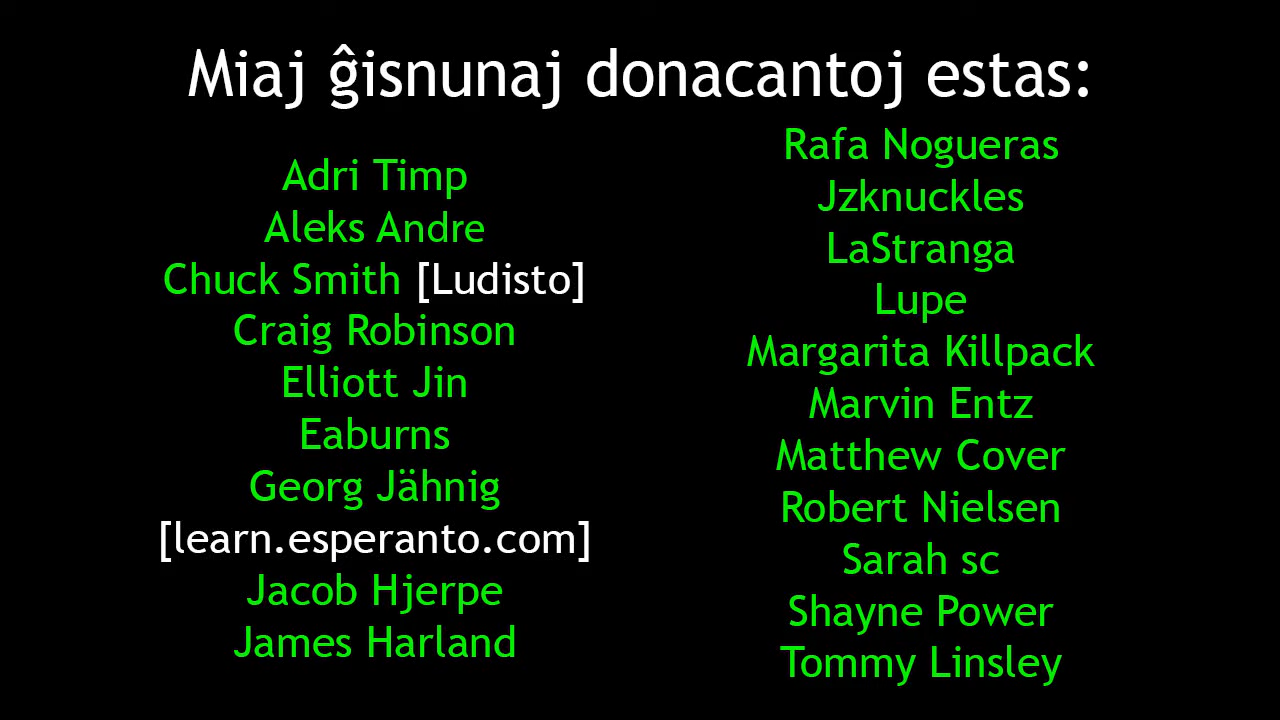 Miaj ĝisnunaj donacantoj estas:
Adri Timp
Aleks Andre
Chuck Smith [Ludisto]
Craig Robinson
Elliott Jin
Eaburns
Georg Jähnig
[learn.esperanto.com]
Jacob Hjerpe
James Harland
Rafa Nogueras
Jzknuckles
LaStranga
Lupe
Margarita Killpack
Marvin Entz
Matthew Cover
Robert Nielsen
Sarah sc
Shayne Power
Tommy Linsley